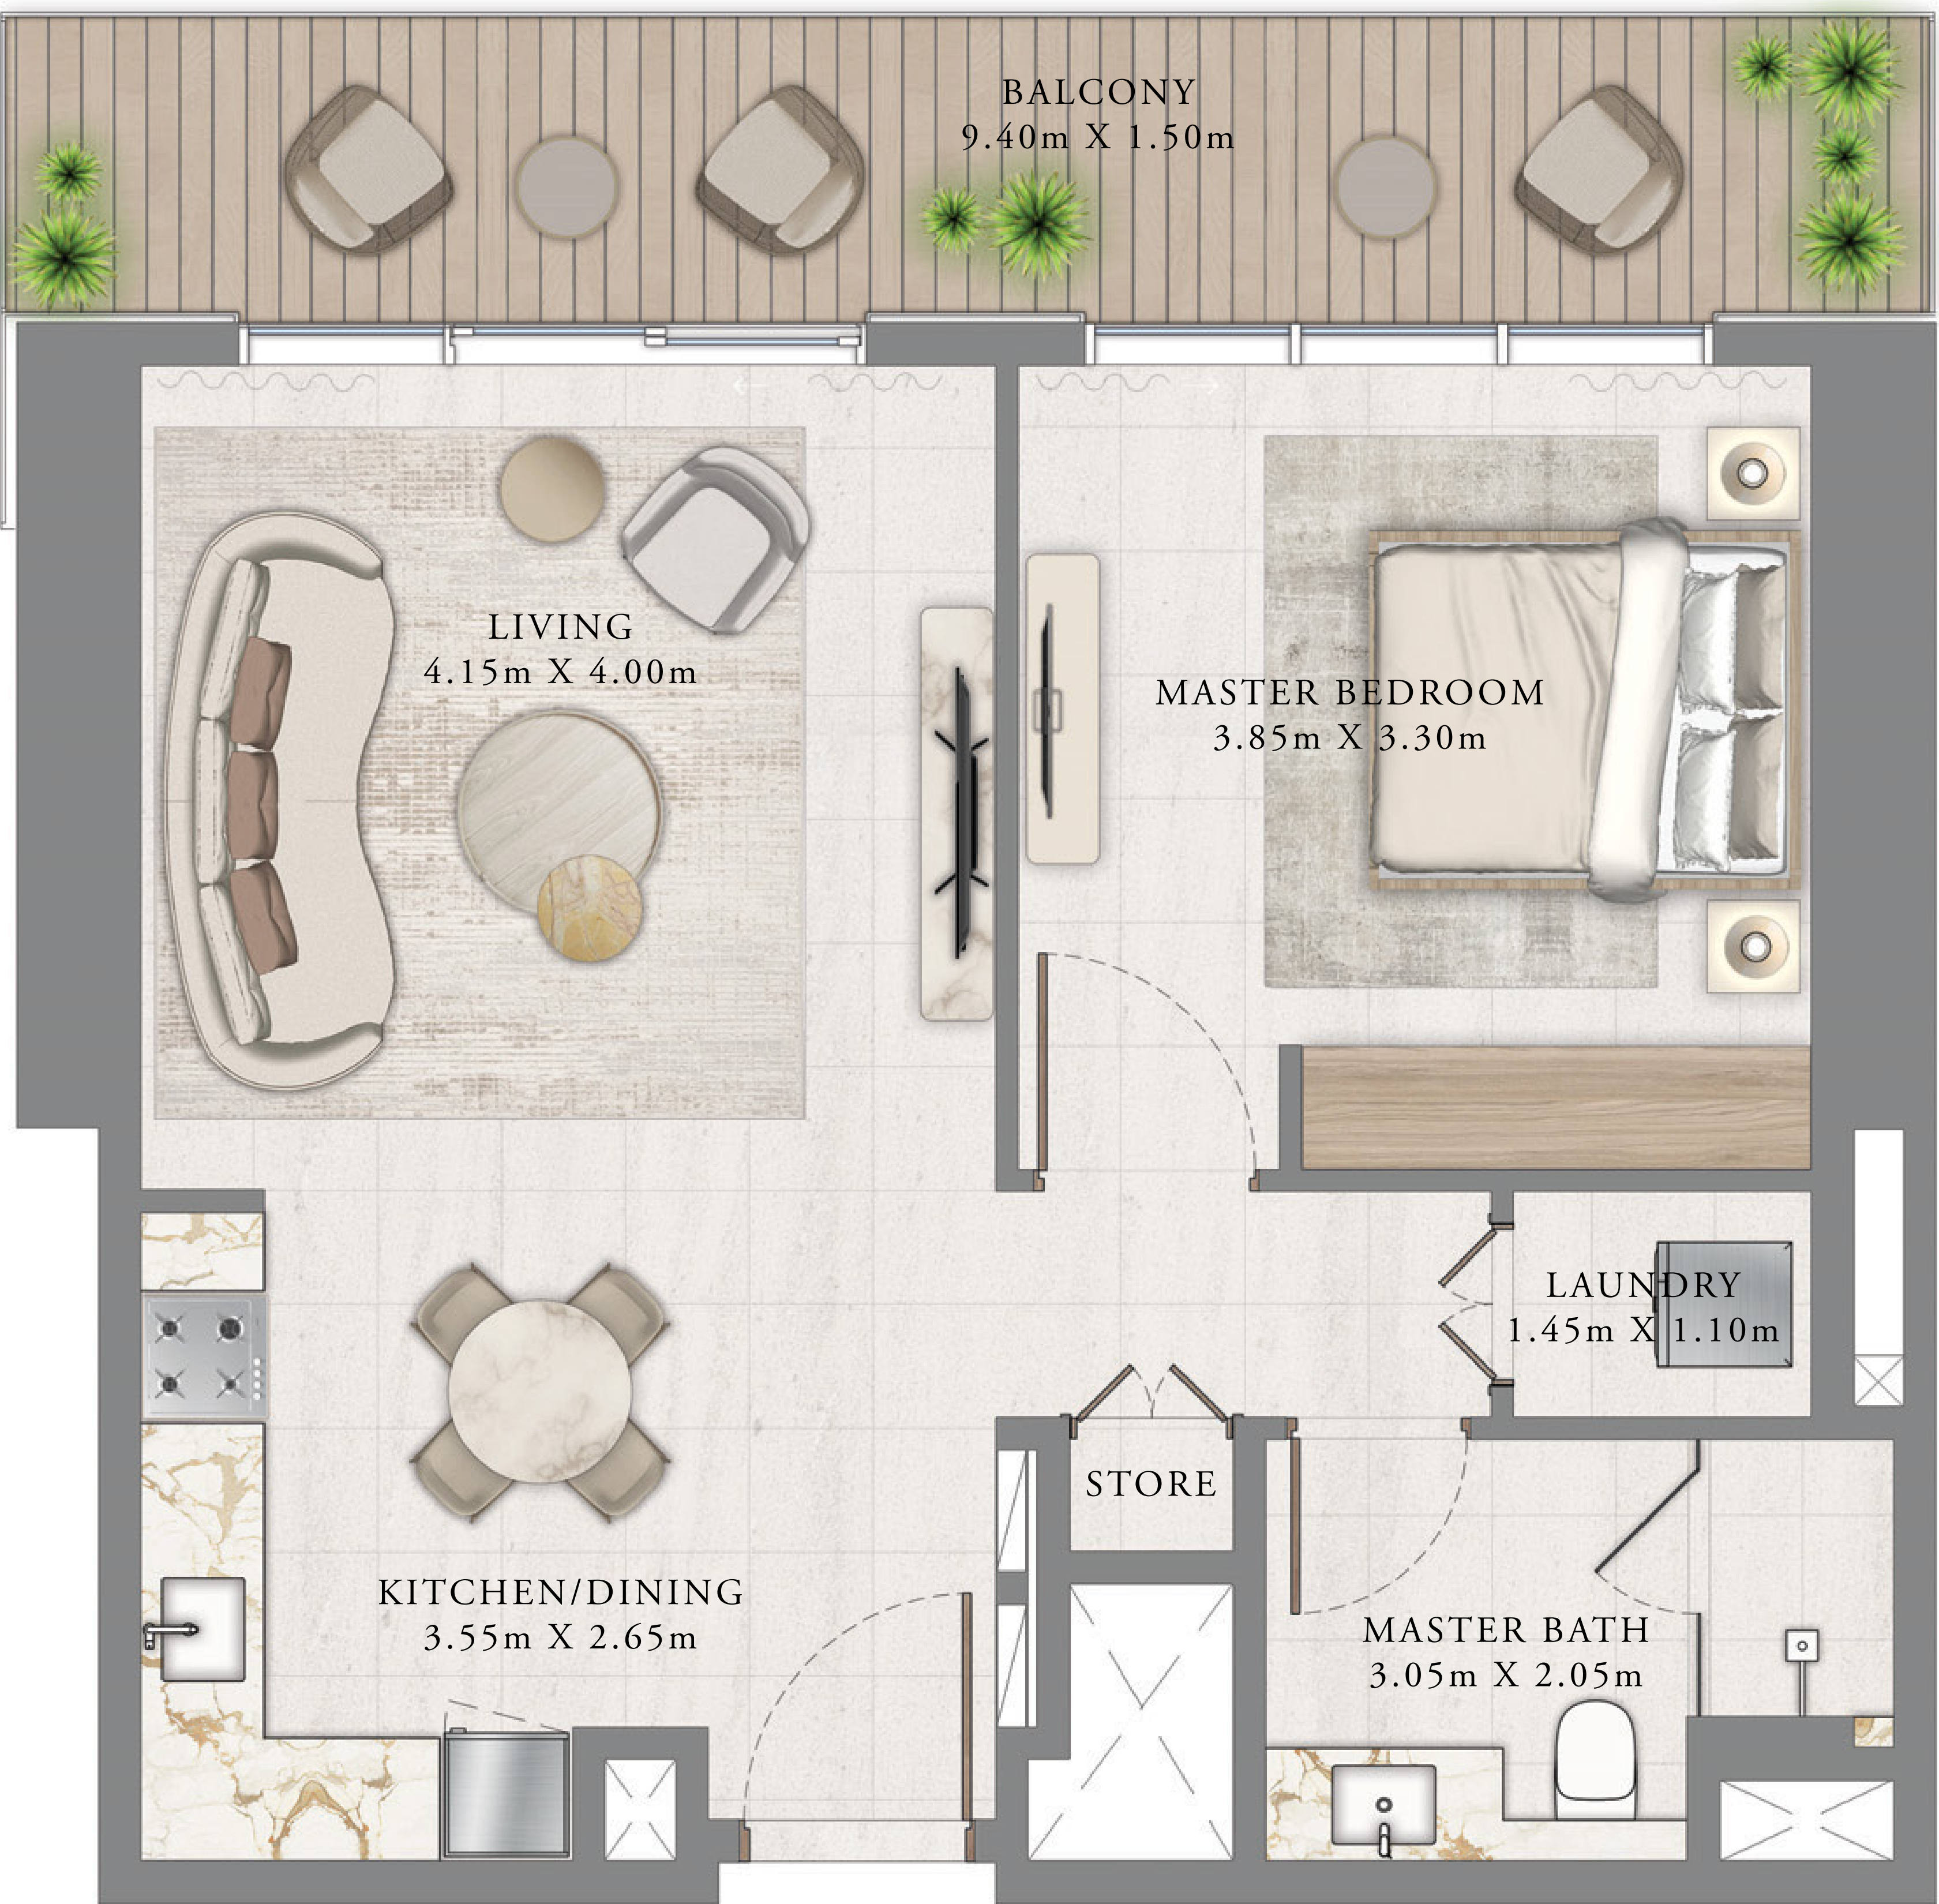 BALCONY
9.40m X 1.50m
LIVING
4.15m X 4.00m
MASTER BEDROOM
3.85m X 3.30m
LAUNDRY
1.45m X 1.10m
STORE
KITCHEN/DINING
3.55m X 2.65m
MASTER BATH
3.05m X 2.05m